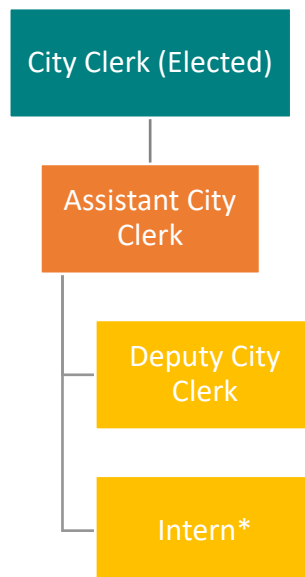 City Clerk (Elected)
Assistant City
Clerk
Deputy City
Clerk
Intern*